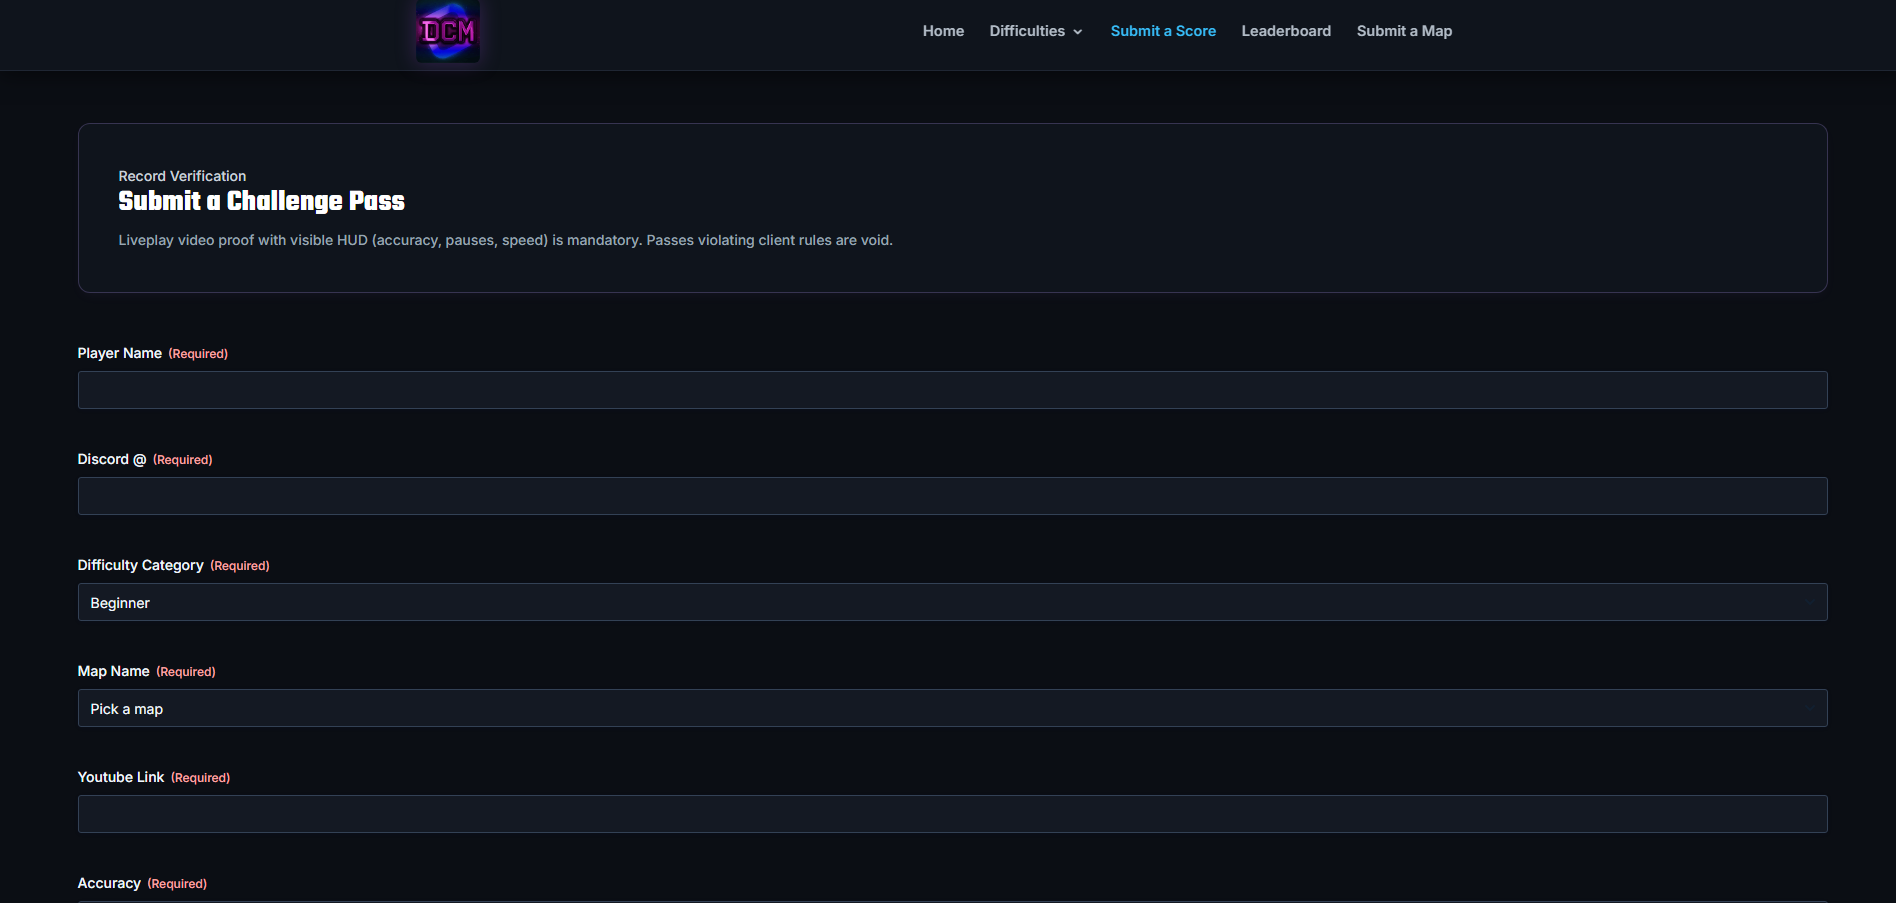 DCM
Home Difficulties Submit a Score Leaderboard Submit a Map
Record Verification
Submit a Challenge Pass
Liveplay video proof with visible HUD (accuracy, pauses, speed) is mandatory. Passes violating client rules are void.
Player Name (Required)
Discord @ (Required)
Difficulty Category (Required)
Beginner
Map Name (Required)
Pick a map
Youtube Link (Required)
Accuracy (Required)